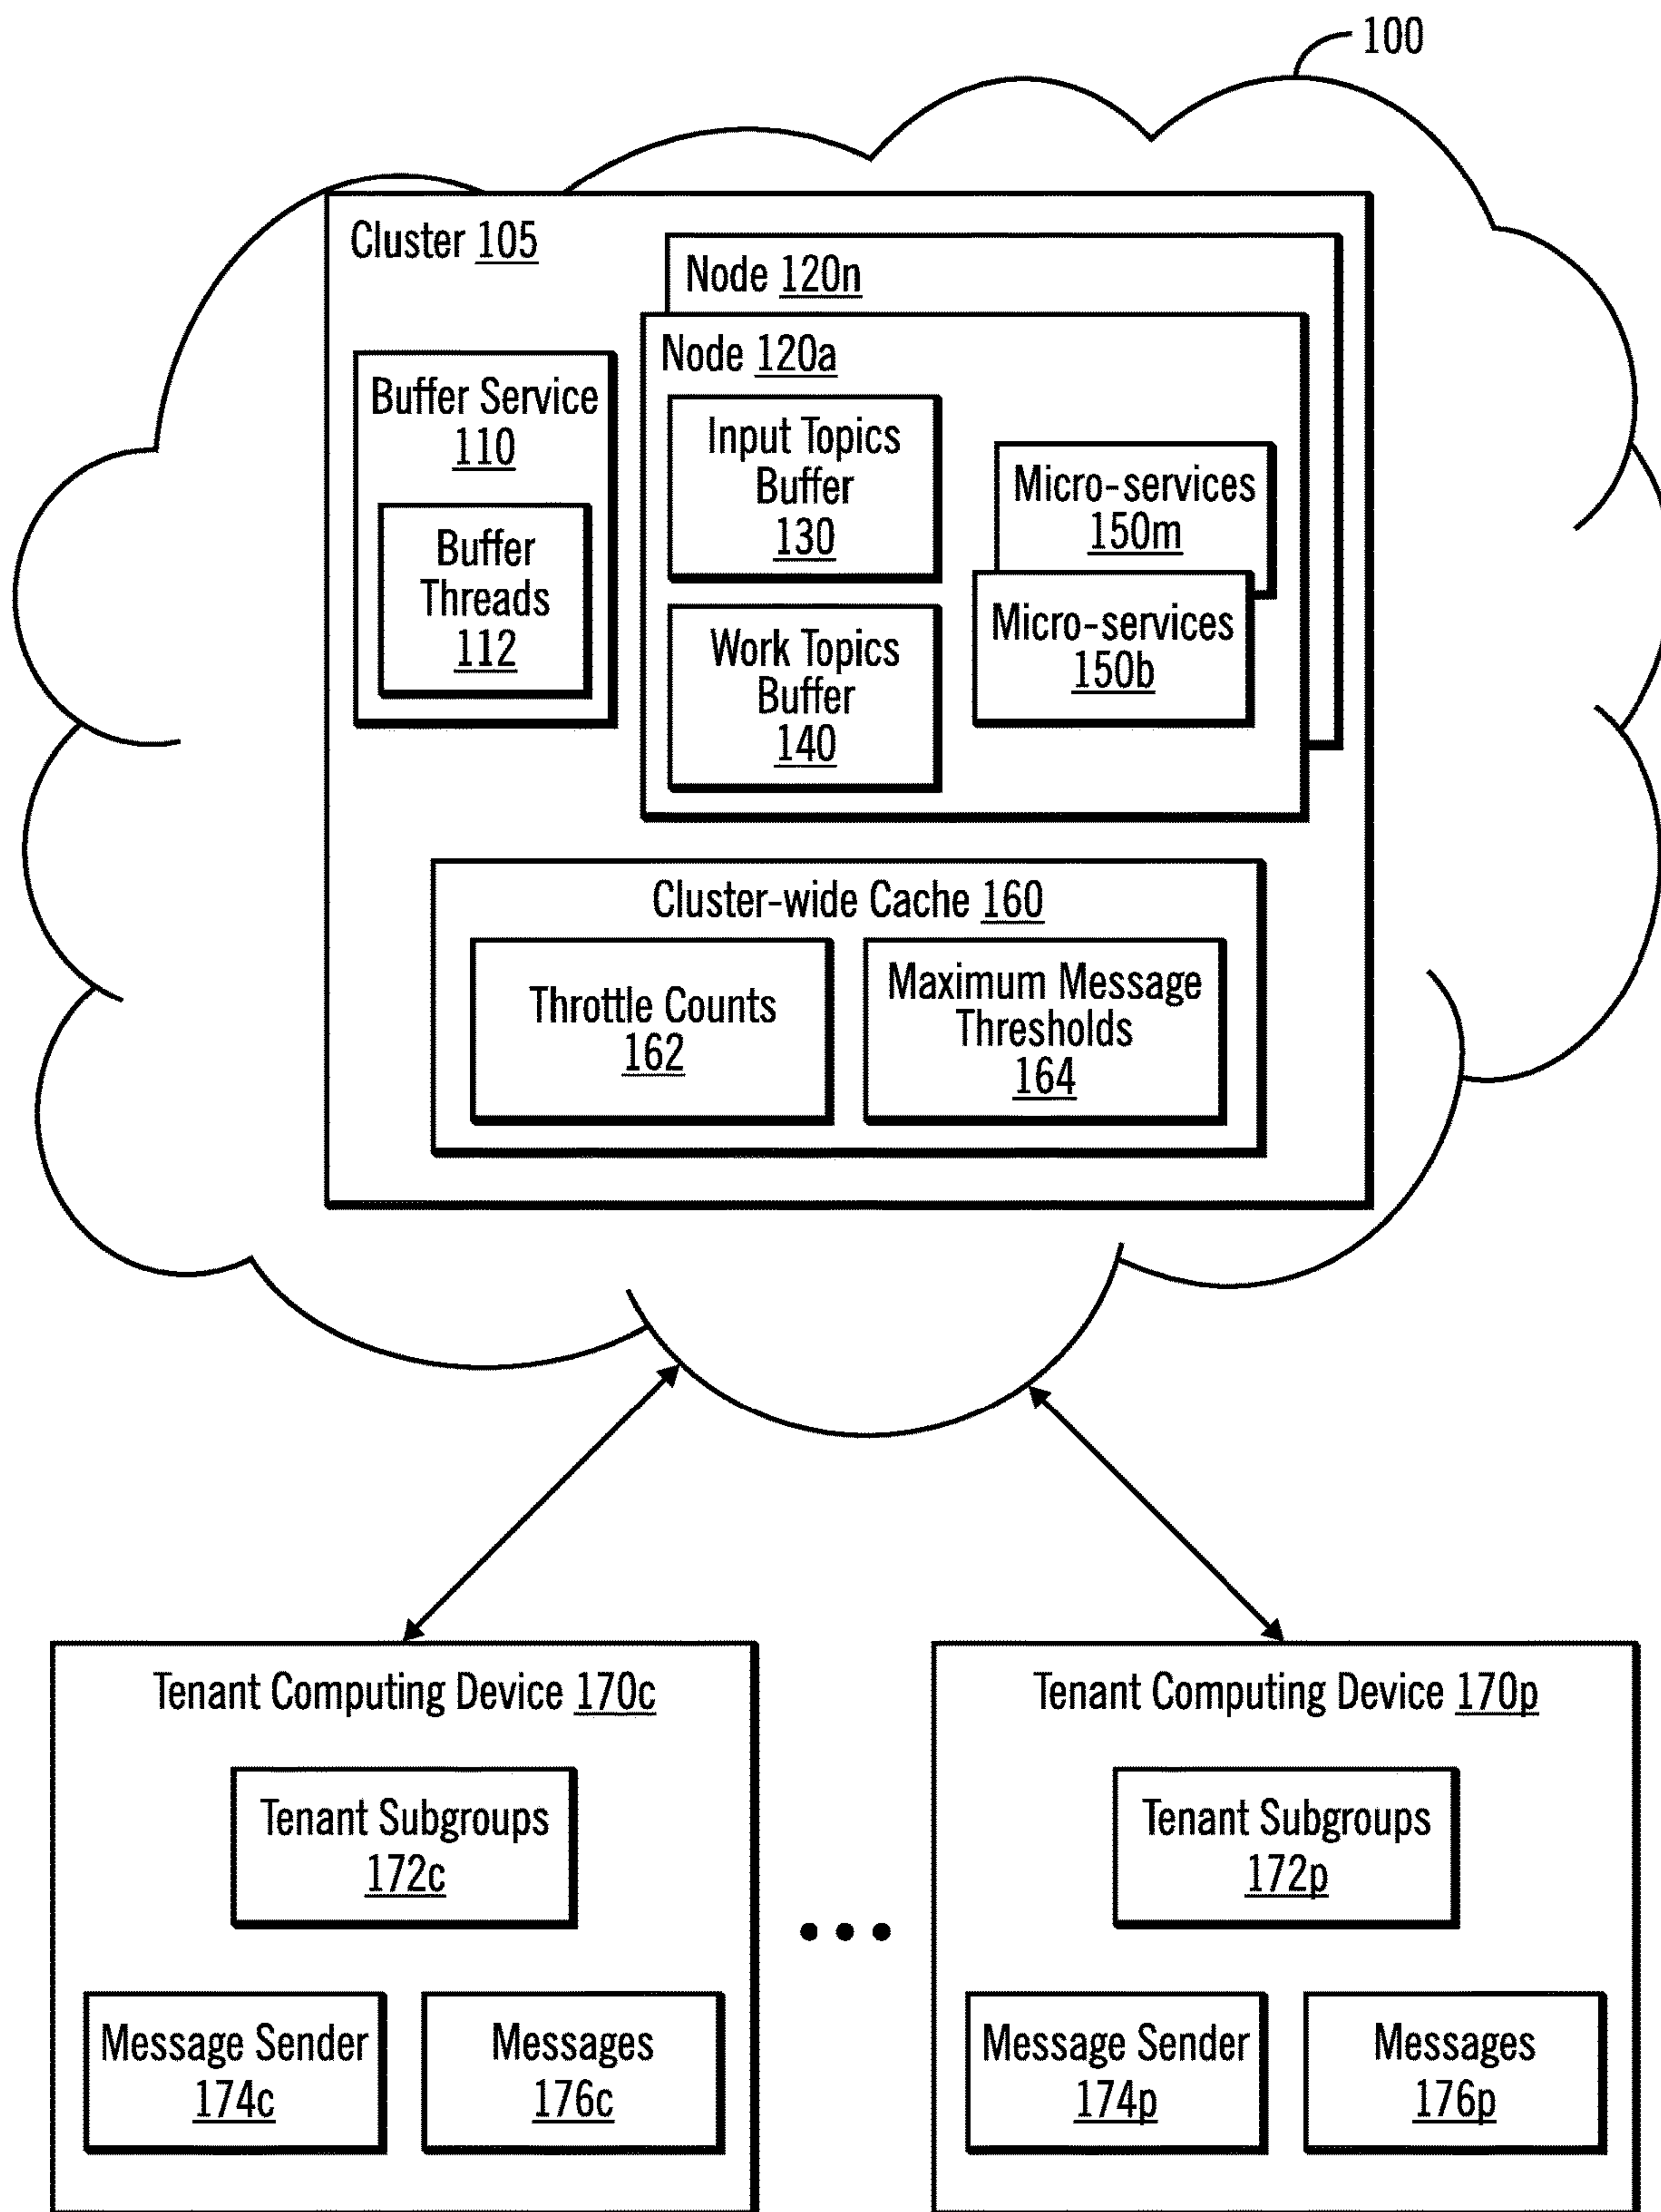 100
Cluster 105
Node 120n
Node 120a
Buffer Service
110
Buffer
Threads
112
Input Topics
Buffer
130
Work Topics
Buffer
140
Micro-services
150m
Micro-services
150b
Cluster-wide Cache 160
Throttle Counts
162
Maximum Message
Thresholds
164
Tenant Computing Device 170c
Tenant Subgroups
172c
Message Sender
174c
Messages
176c
Tenant Computing Device 170p
Tenant Subgroups
172p
Message Sender
174p
Messages
176p